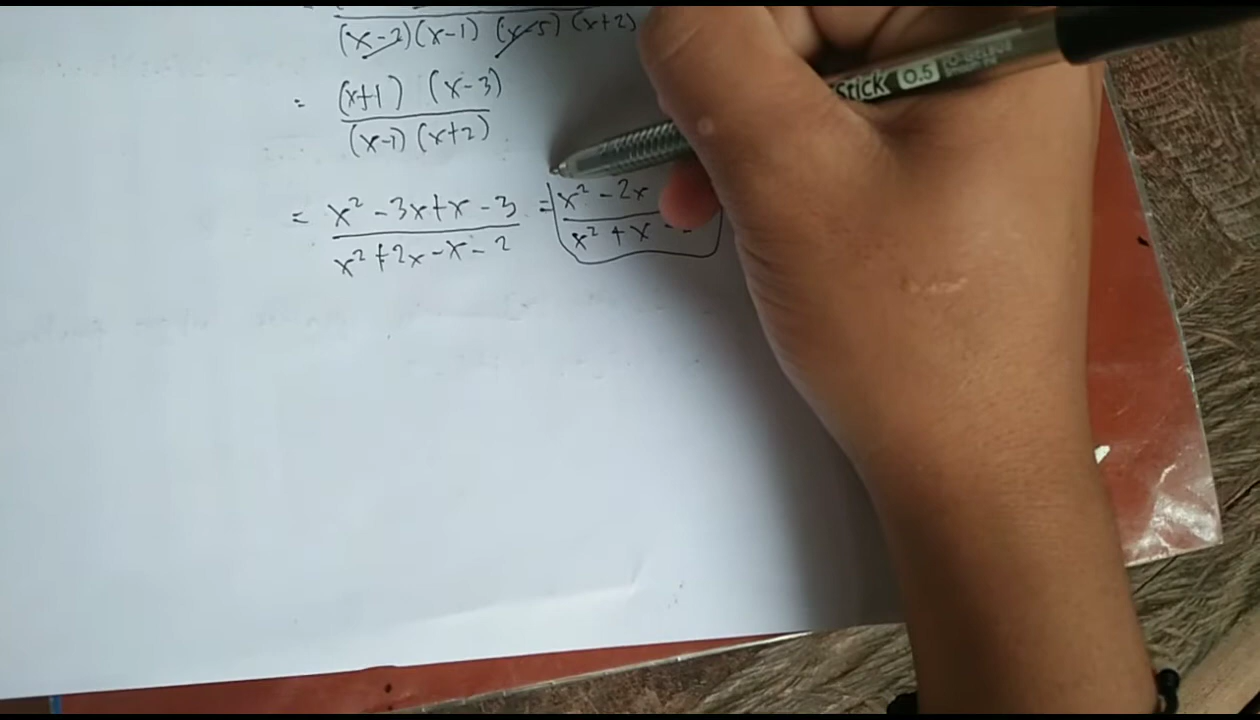 (x-2)(x-1) (x-5) (x+2)
= (x+1) (x-3)
(x-1) (x+2)
= x² - 3x + x - 3 = x² - 2x
x² + 2x - x - 2 x² + x -
stick 0.5